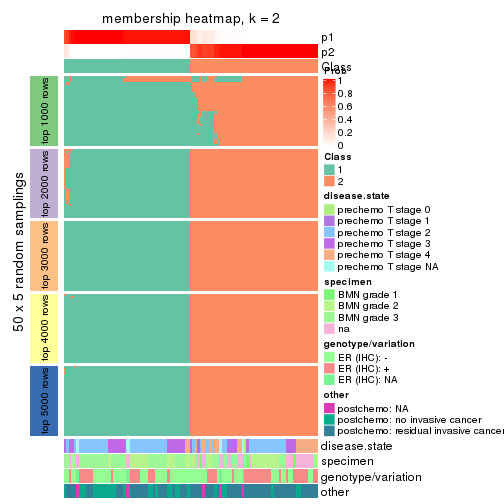 membership heatmap, k = 2
p1
p2
Class
Prob
1
0.8
0.6
0.4
0.2
0
Class
1
2
disease.state
prechemo T stage 0
prechemo T stage 1
prechemo T stage 2
prechemo T stage 3
prechemo T stage 4
prechemo T stage NA
specimen
BMN grade 1
BMN grade 2
BMN grade 3
na
genotype/variation
ER (IHC): -
ER (IHC): +
ER (IHC): NA
other
postchemo: NA
postchemo: no invasive cancer
postchemo: residual invasive cancer
50 x 5 random samplings
top 1000 rows
top 2000 rows
top 3000 rows
top 4000 rows
top 5000 rows
disease.state
specimen
genotype/variation
other